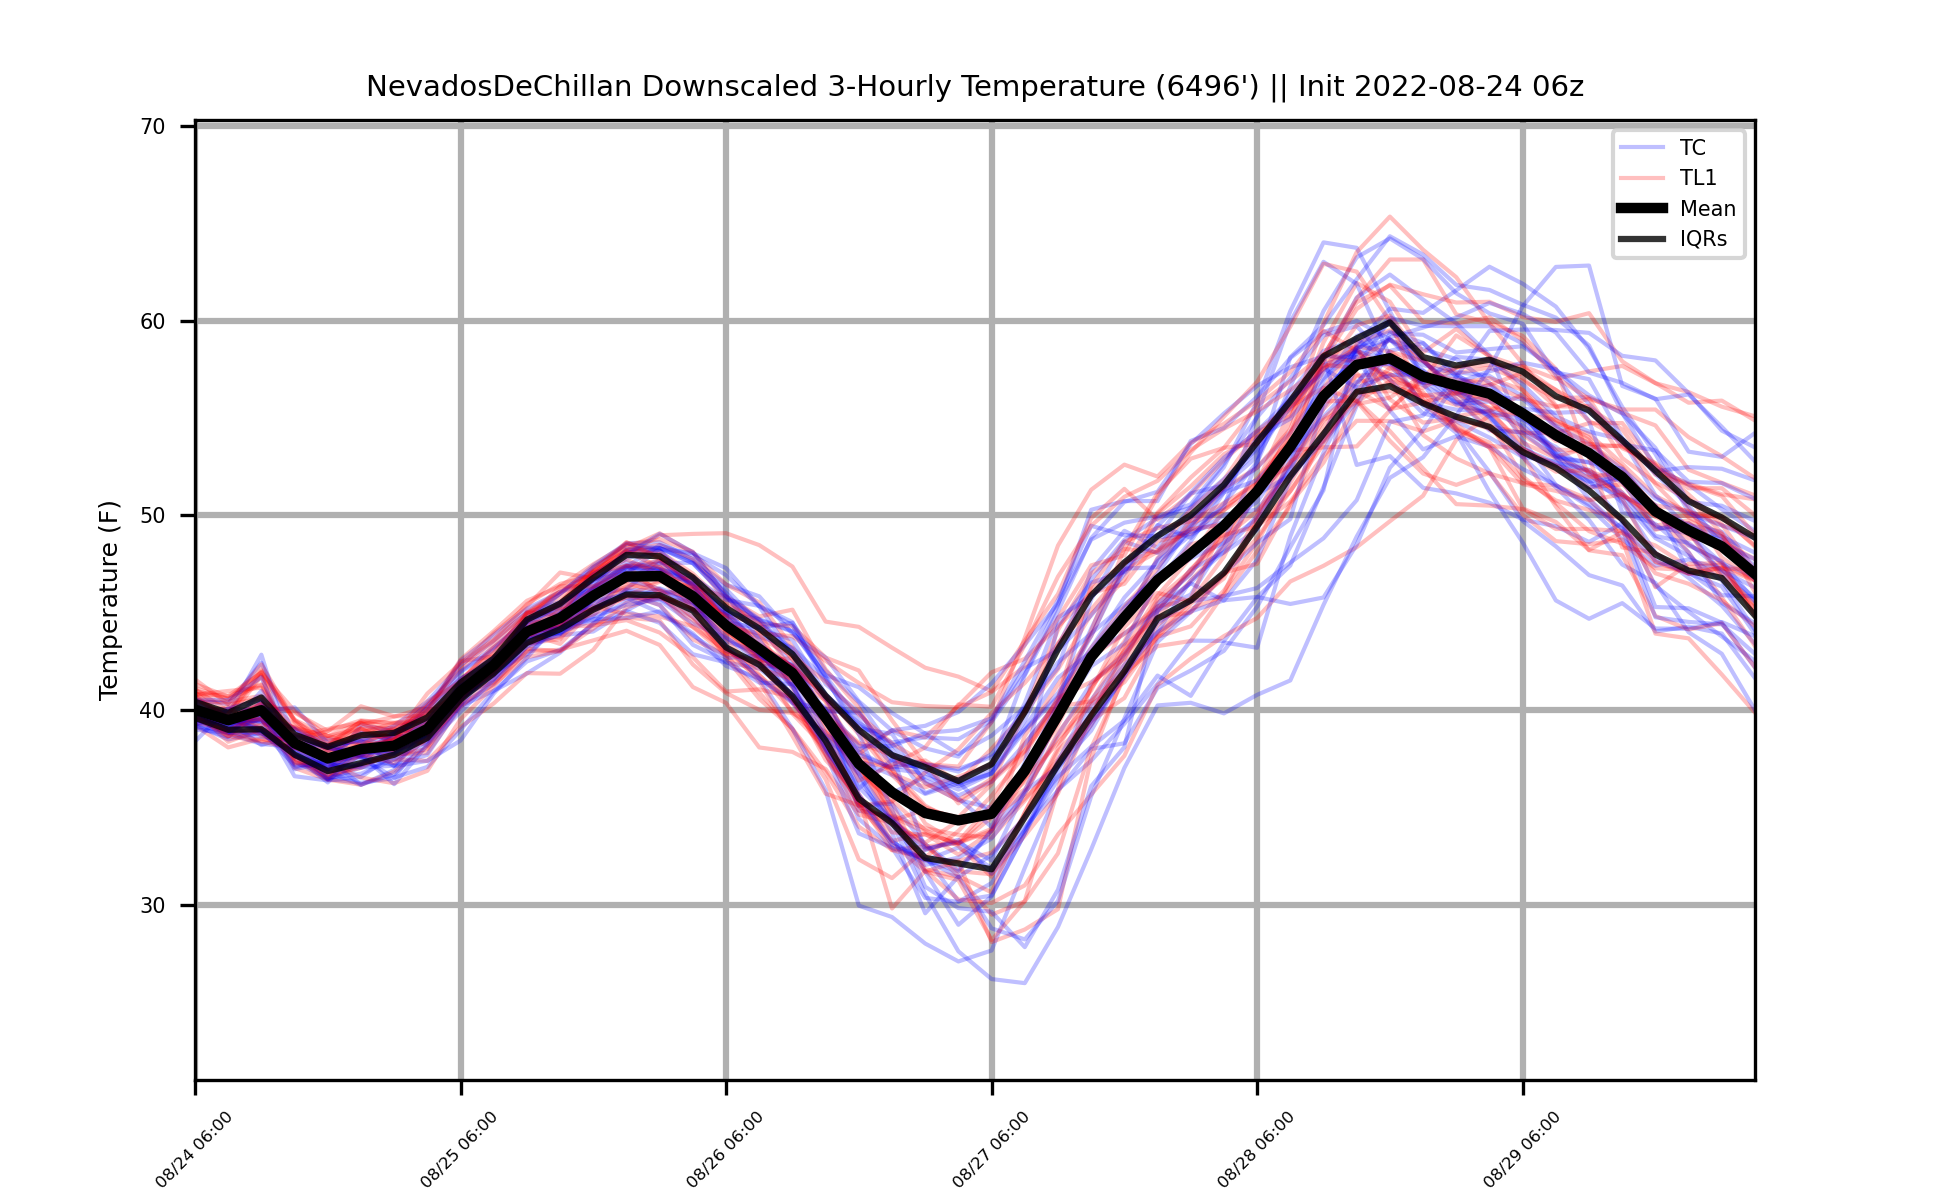 NevadosDeChillan Downscaled 3-Hourly Temperature (6496') || Init 2022-08-24 06z
TC
TL1
Mean
IQRs
Temperature (F)
70
60
50
40
30
08/24 06:00
08/25 06:00
08/26 06:00
08/27 06:00
08/28 06:00
08/29 06:00